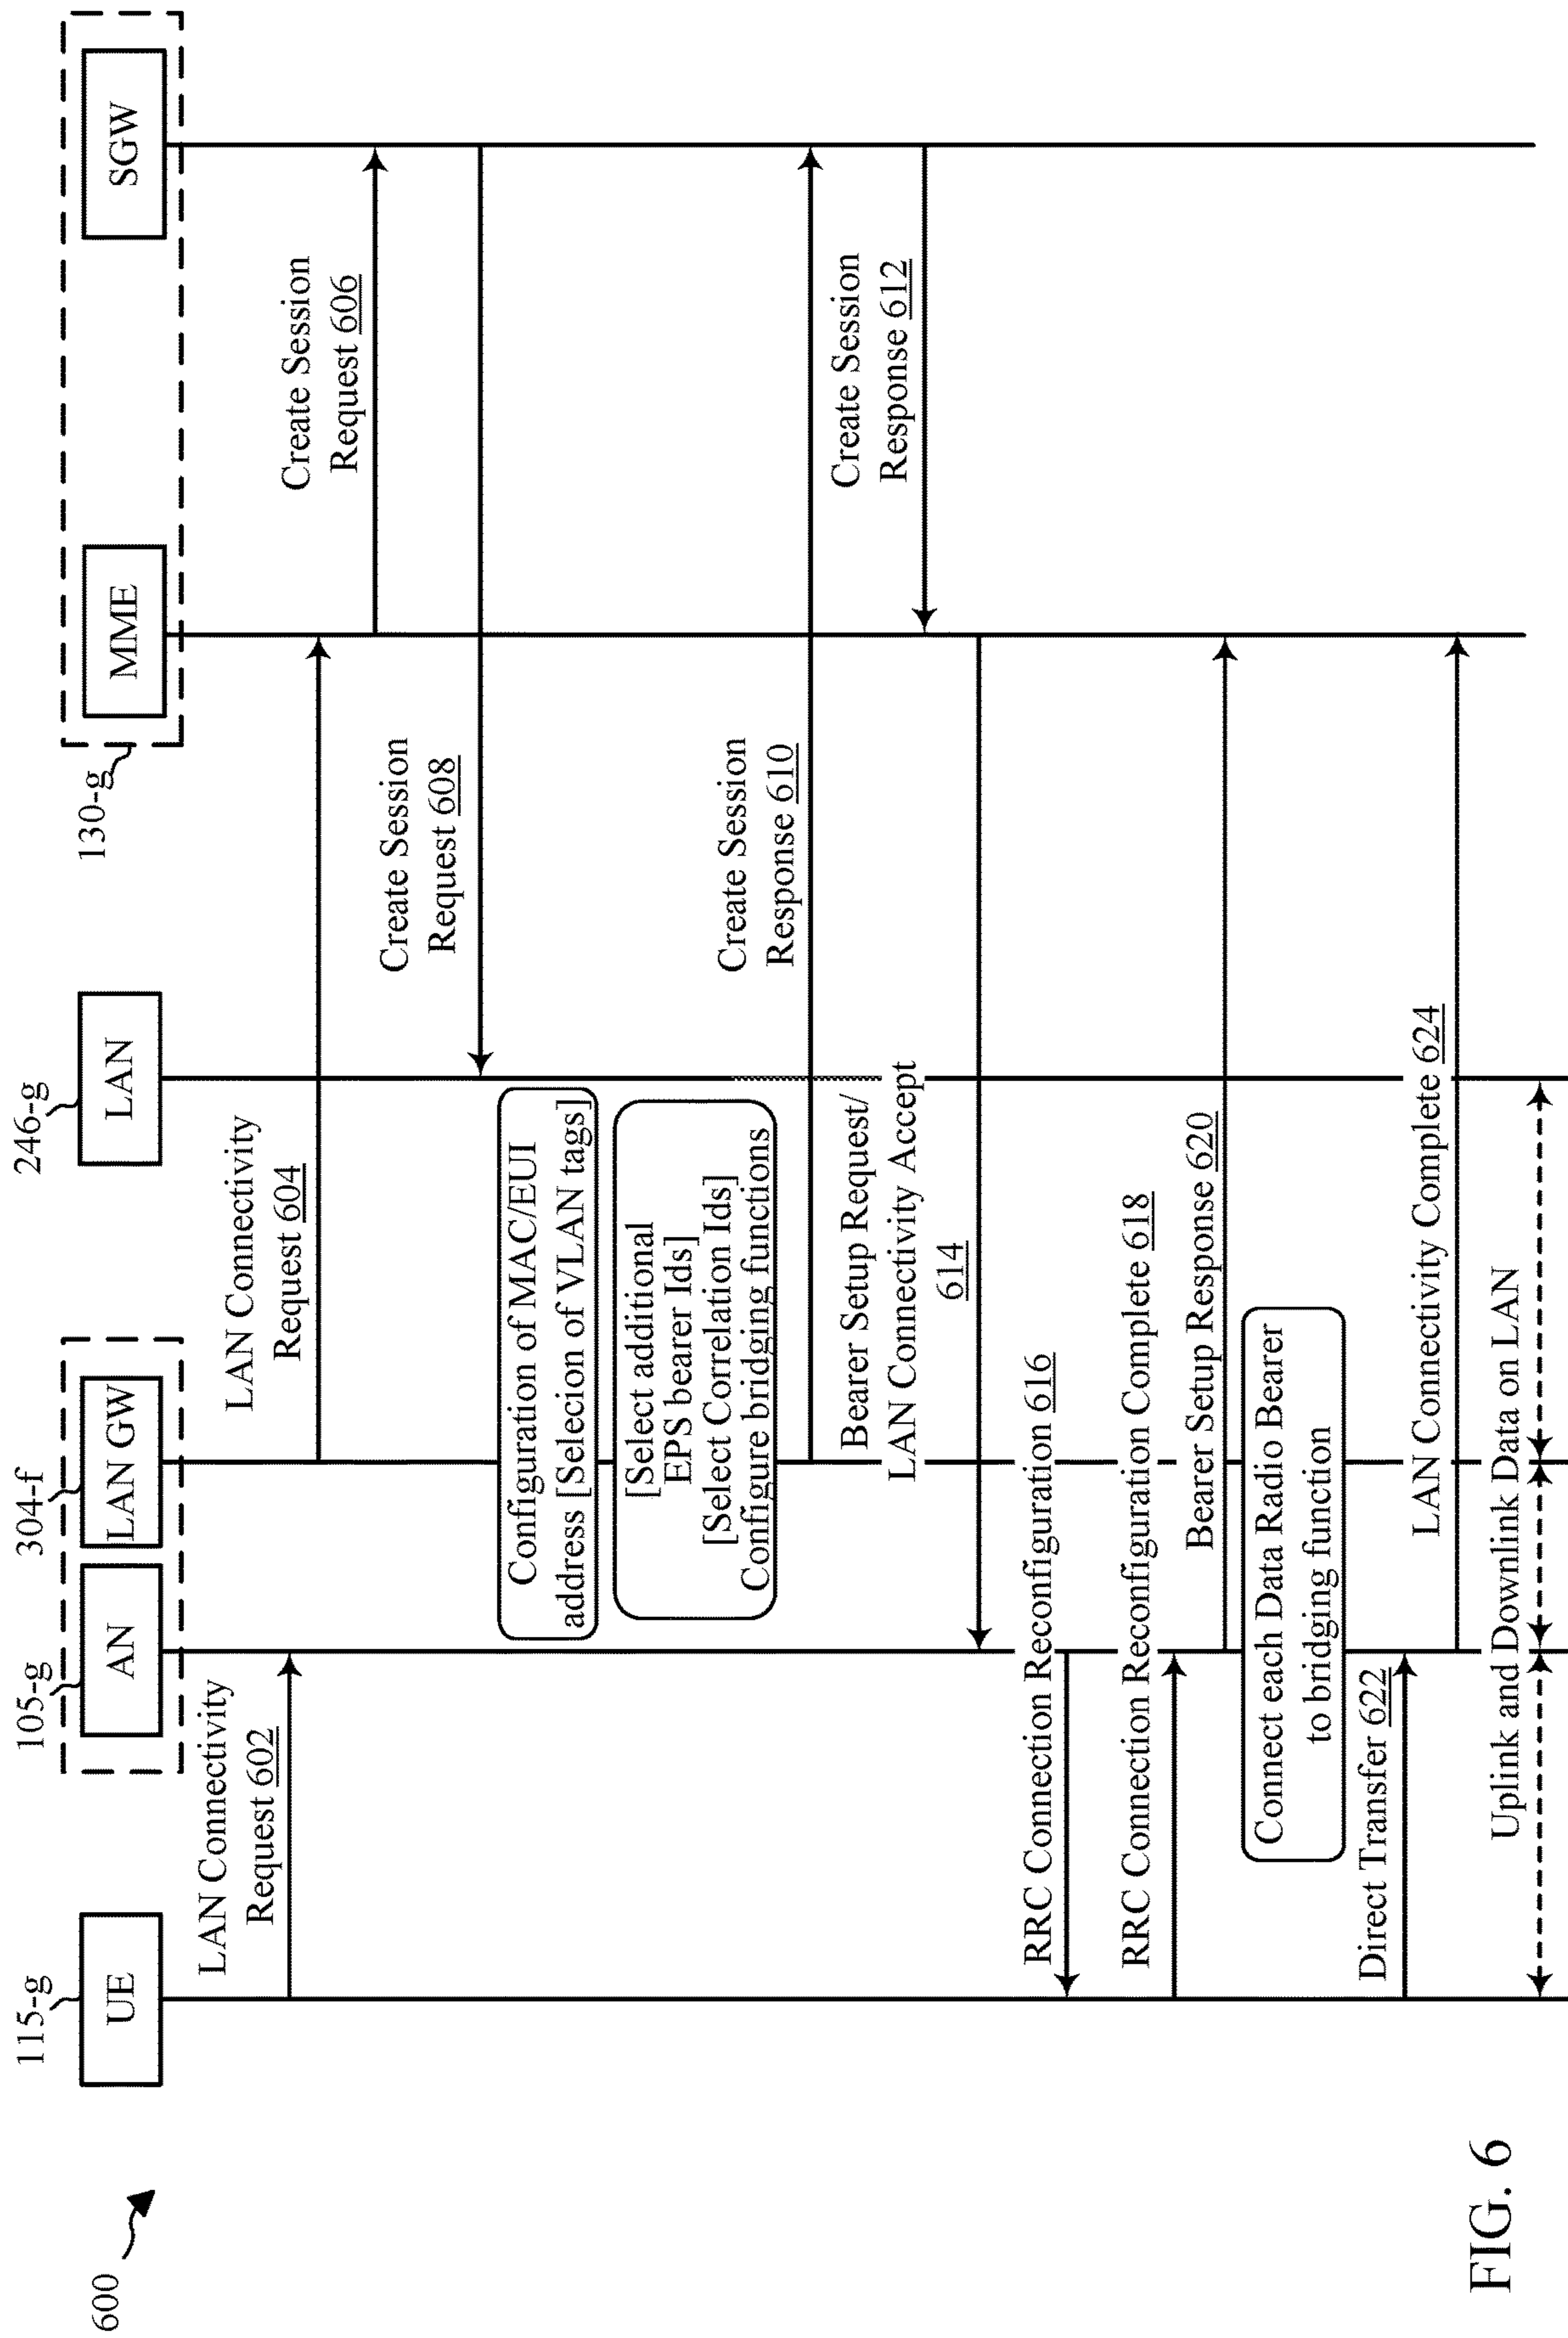 600
115-g
105-g
304-f
246-g
130-g
UE
AN
LAN GW
LAN
MME
SGW
LAN Connectivity
Request 602
LAN Connectivity
Request 604
Create Session
Request 606
Create Session
Request 608
Configuration of MAC/EUI
address [Selecion of VLAN tags]
[Select additional
EPS bearer Ids]
[Select Correlation Ids]
Configure bridging functions
Create Session
Response 610
Create Session
Response 612
Bearer Setup Request/
LAN Connectivity Accept
614
RRC Connection Reconfiguration 616
RRC Connection Reconfiguration Complete 618
Bearer Setup Response 620
Connect each Data Radio Bearer
to bridging function
Direct Transfer 622
LAN Connectivity Complete 624
Uplink and Downlink Data on LAN
FIG. 6